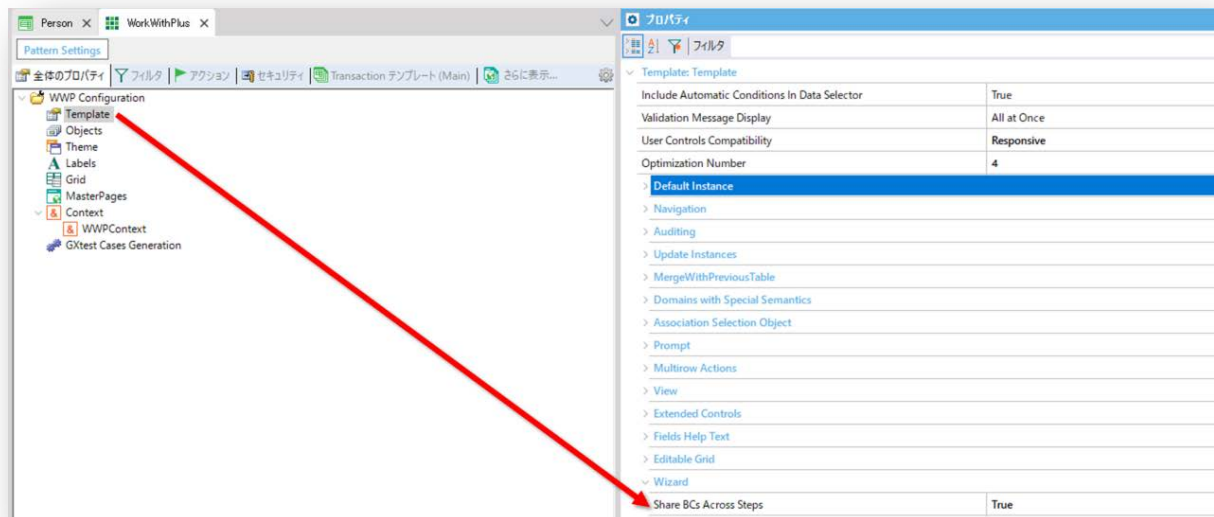 Person
WorkWithPlus
Pattern Settings
全体のプロパティ フィルタ アクション セキュリティ Transaction テンプレート (Main) さらに表示...
WWP Configuration
Template
Objects
Theme
Labels
Grid
MasterPages
Context
WWPContext
GXtest Cases Generation
プロパティ
フィルタ
Template: Template
Include Automatic Conditions In Data Selector True
Validation Message Display All at Once
User Controls Compatibility Responsive
Optimization Number 4
Default Instance
Navigation
Auditing
Update Instances
MergeWithPreviousTable
Domains with Special Semantics
Association Selection Object
Prompt
Multirow Actions
View
Extended Controls
Fields Help Text
Editable Grid
Wizard
Share BCs Across Steps True